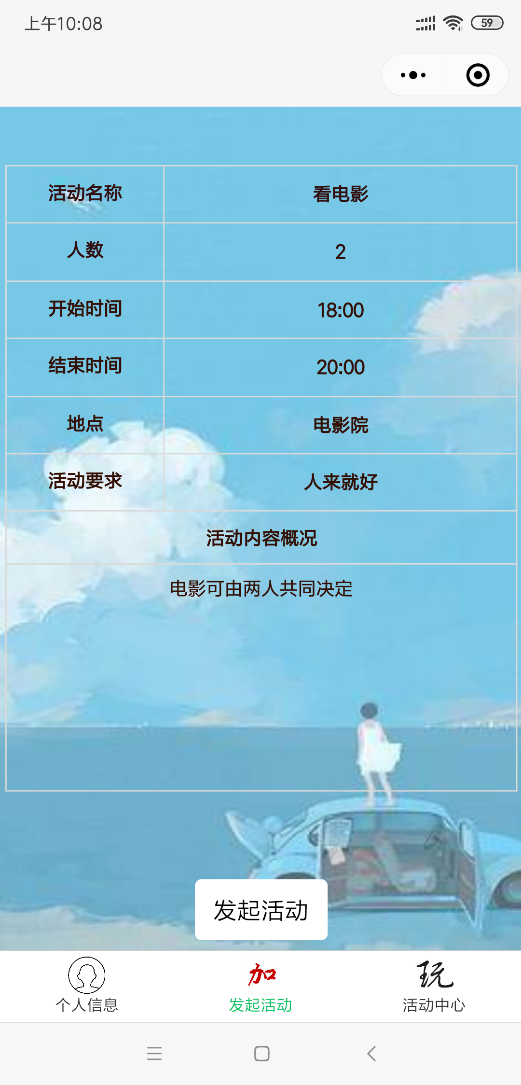 上午10:08
59
活动名称 看电影
人数 2
开始时间 18:00
结束时间 20:00
地点 电影院
活动要求 人来就好
活动内容概况
电影可由两人共同决定
发起活动
加 玩
个人信息 发起活动 活动中心